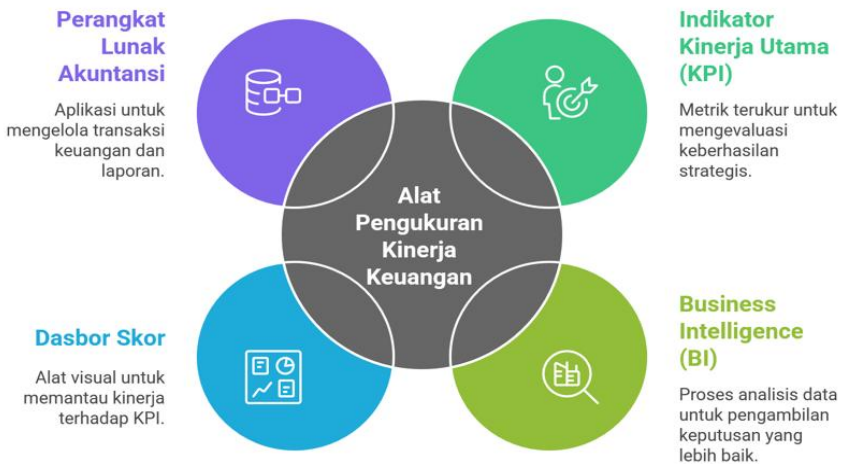 Perangkat
Lunak
Akuntansi
Aplikasi untuk
mengelola transaksi
keuangan dan
laporan.
Indikator
Kinerja Utama
(KPI)
Metrik terukur untuk
mengevaluasi
keberhasilan
strategis.
Alat
Pengukuran
Kinerja
Keuangan
Dasbor Skor
Alat visual untuk
memantau kinerja
terhadap KPI.
Business
Intelligence
(BI)
Proses analisis data
untuk pengambilan
keputusan yang
lebih baik.